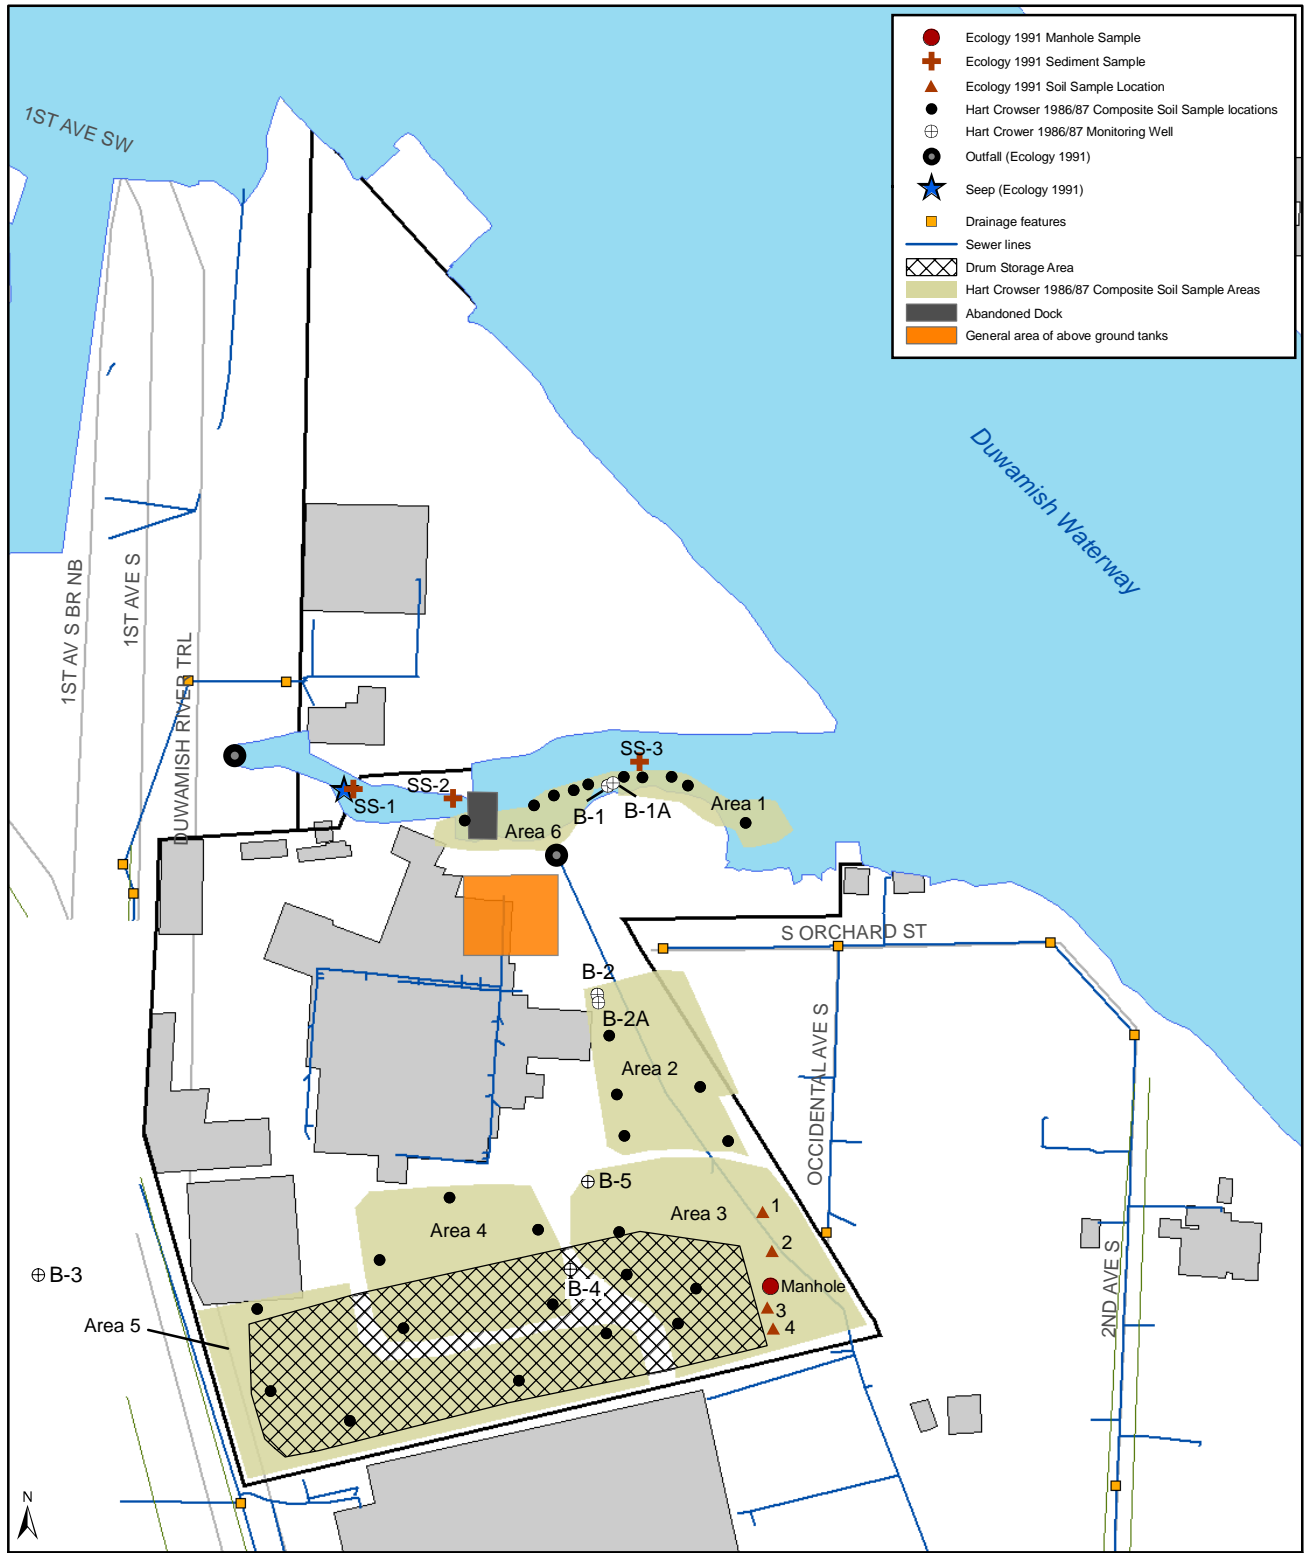 Ecology 1991 Manhole Sample
Ecology 1991 Sediment Sample
Ecology 1991 Soil Sample Location
Hart Crowser 1986/87 Composite Soil Sample locations
Hart Crower 1986/87 Monitoring Well
Outfall (Ecology 1991)
Seep (Ecology 1991)
Drainage features
Sewer lines
Drum Storage Area
Hart Crowser 1986/87 Composite Soil Sample Areas
Abandoned Dock
General area of above ground tanks
1ST AVE SW
Duwamish Waterway
1ST AV S BR NB
1ST AVE S
DUWAMISH RIVER TRL
SS-3
SS-2
SS-1
B-1
B-1A
Area 1
Area 6
S ORCHARD ST
B-2
B-2A
Area 2
OCCIDENTAL AVE S
B-5
Area 3
1
Area 4
2
B-3
B-4
Manhole
3
4
Area 5
2ND AVE S
N